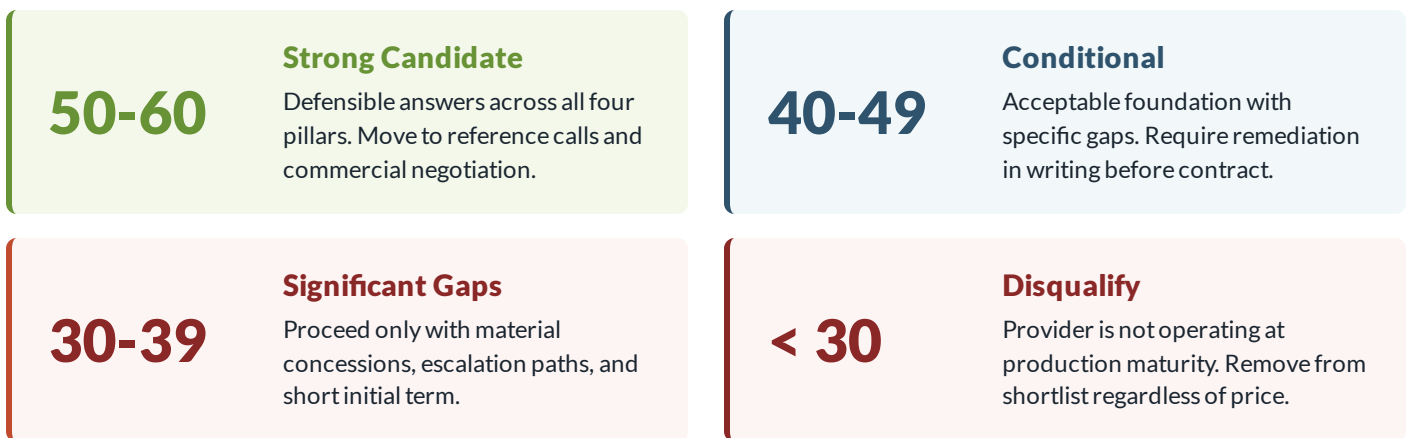 50-60
Strong Candidate
Defensible answers across all four
pillars. Move to reference calls and
commercial negotiation.
40-49
Conditional
Acceptable foundation with
specific gaps. Require remediation
in writing before contract.
30-39
Significant Gaps
Proceed only with material
concessions, escalation paths, and
short initial term.
< 30
Disqualify
Provider is not operating at
production maturity. Remove from
shortlist regardless of price.